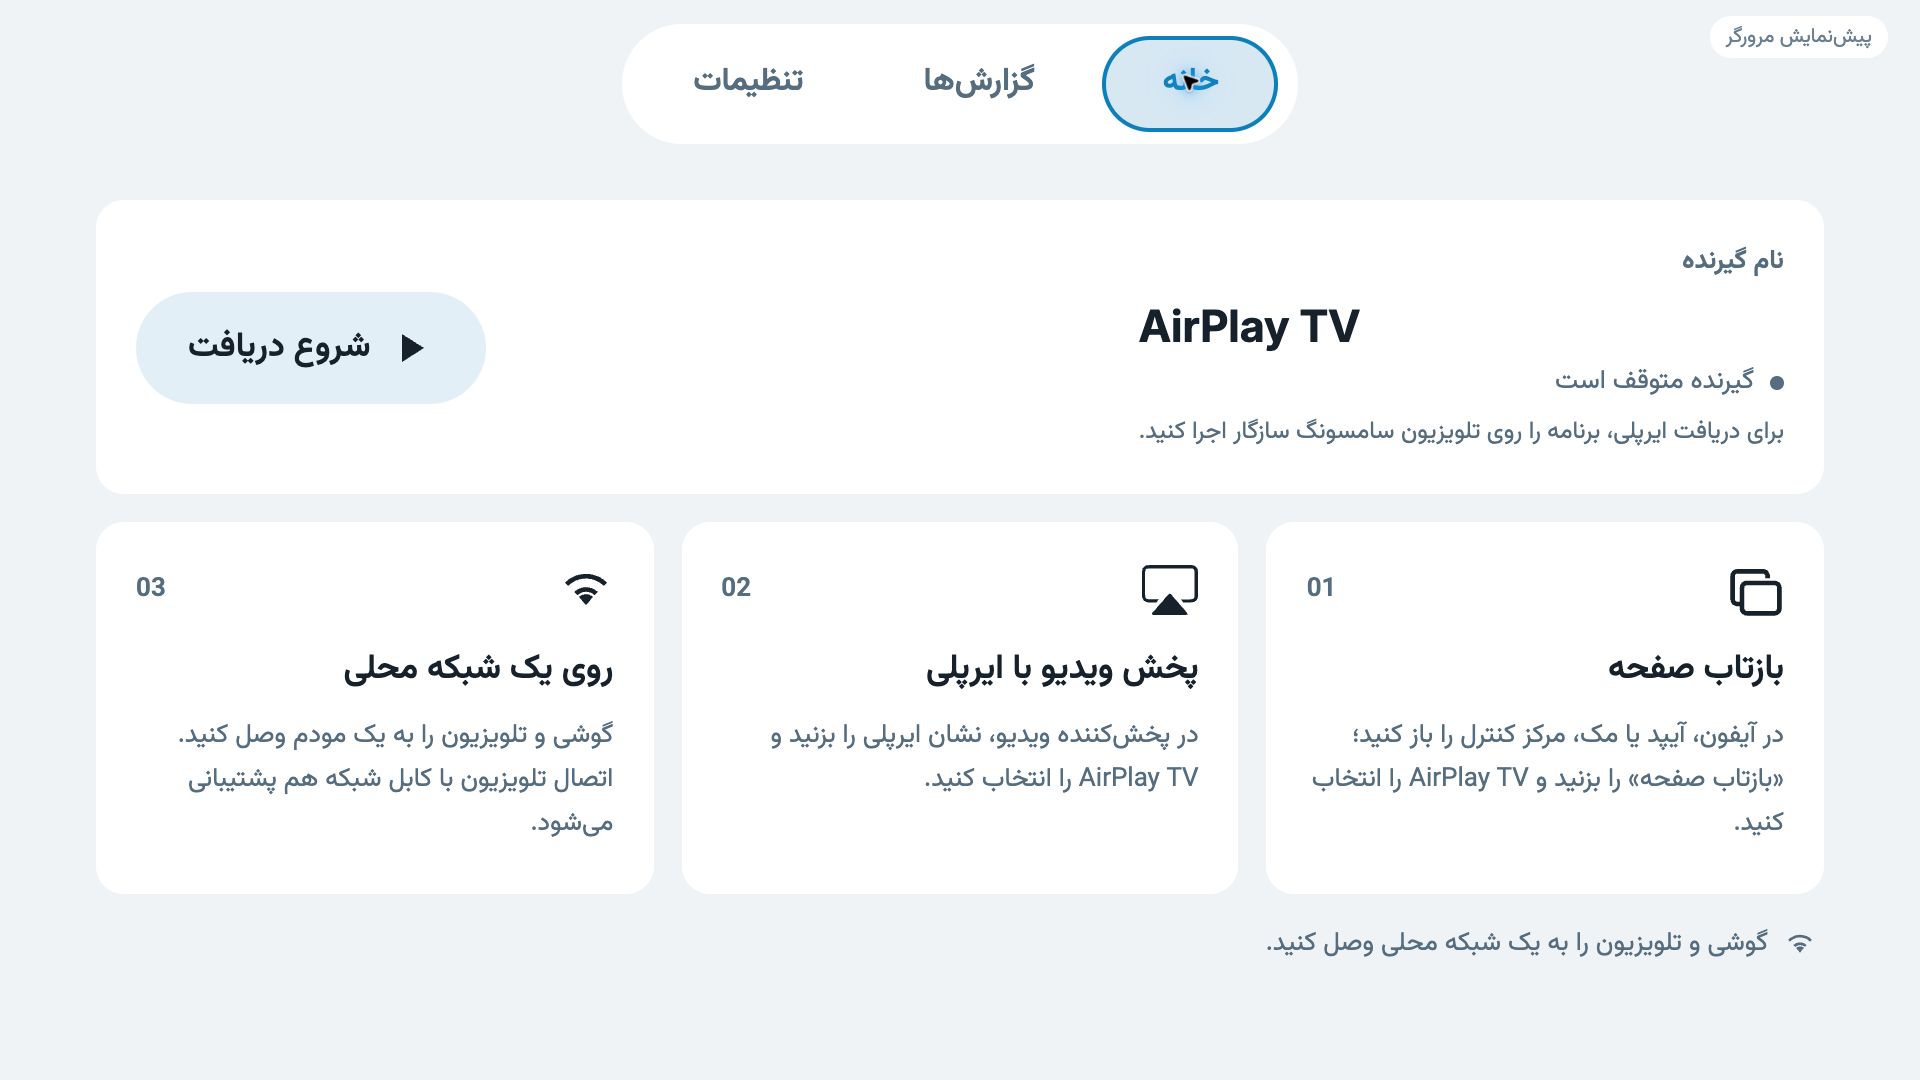 پیش‌نمایش مرورگر
خانه
گزارش‌ها
تنظیمات
نام گیرنده
AirPlay TV
گیرنده متوقف است
برای دریافت ایرپلی، برنامه را روی تلویزیون سامسونگ سازگار اجرا کنید.
شروع دریافت
01
بازتاب صفحه
در آیفون، آیپد یا مک، مرکز کنترل را باز کنید؛
«بازتاب صفحه» را بزنید و AirPlay TV را انتخاب
کنید.
02
پخش ویدیو با ایرپلی
در پخش‌کننده ویدیو، نشان ایرپلی را بزنید و
AirPlay TV را انتخاب کنید.
03
روی یک شبکه محلی
گوشی و تلویزیون را به یک مودم وصل کنید.
اتصال تلویزیون با کابل شبکه هم پشتیبانی
می‌شود.
گوشی و تلویزیون را به یک شبکه محلی وصل کنید.